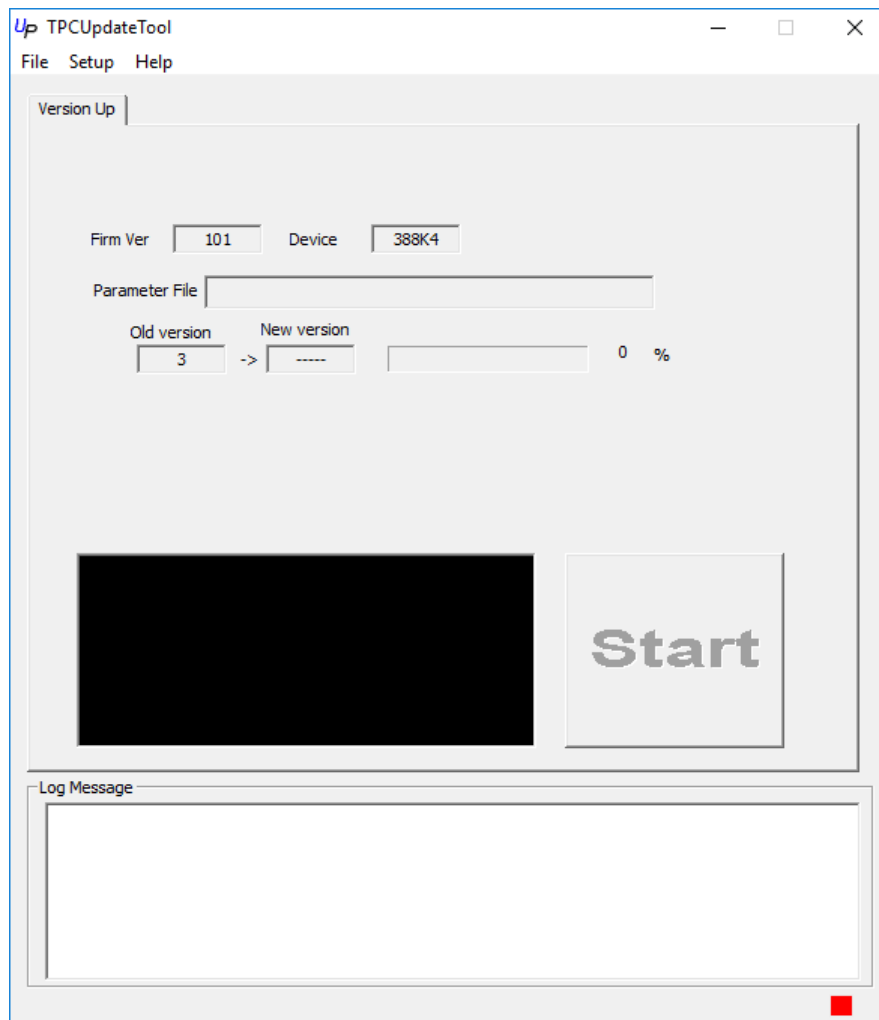 Up TPCUpdateTool
File Setup Help
Version Up
Firm Ver 101 Device 388K4
Parameter File
Old version New version
3 -> ----- 0 %
Start
Log Message